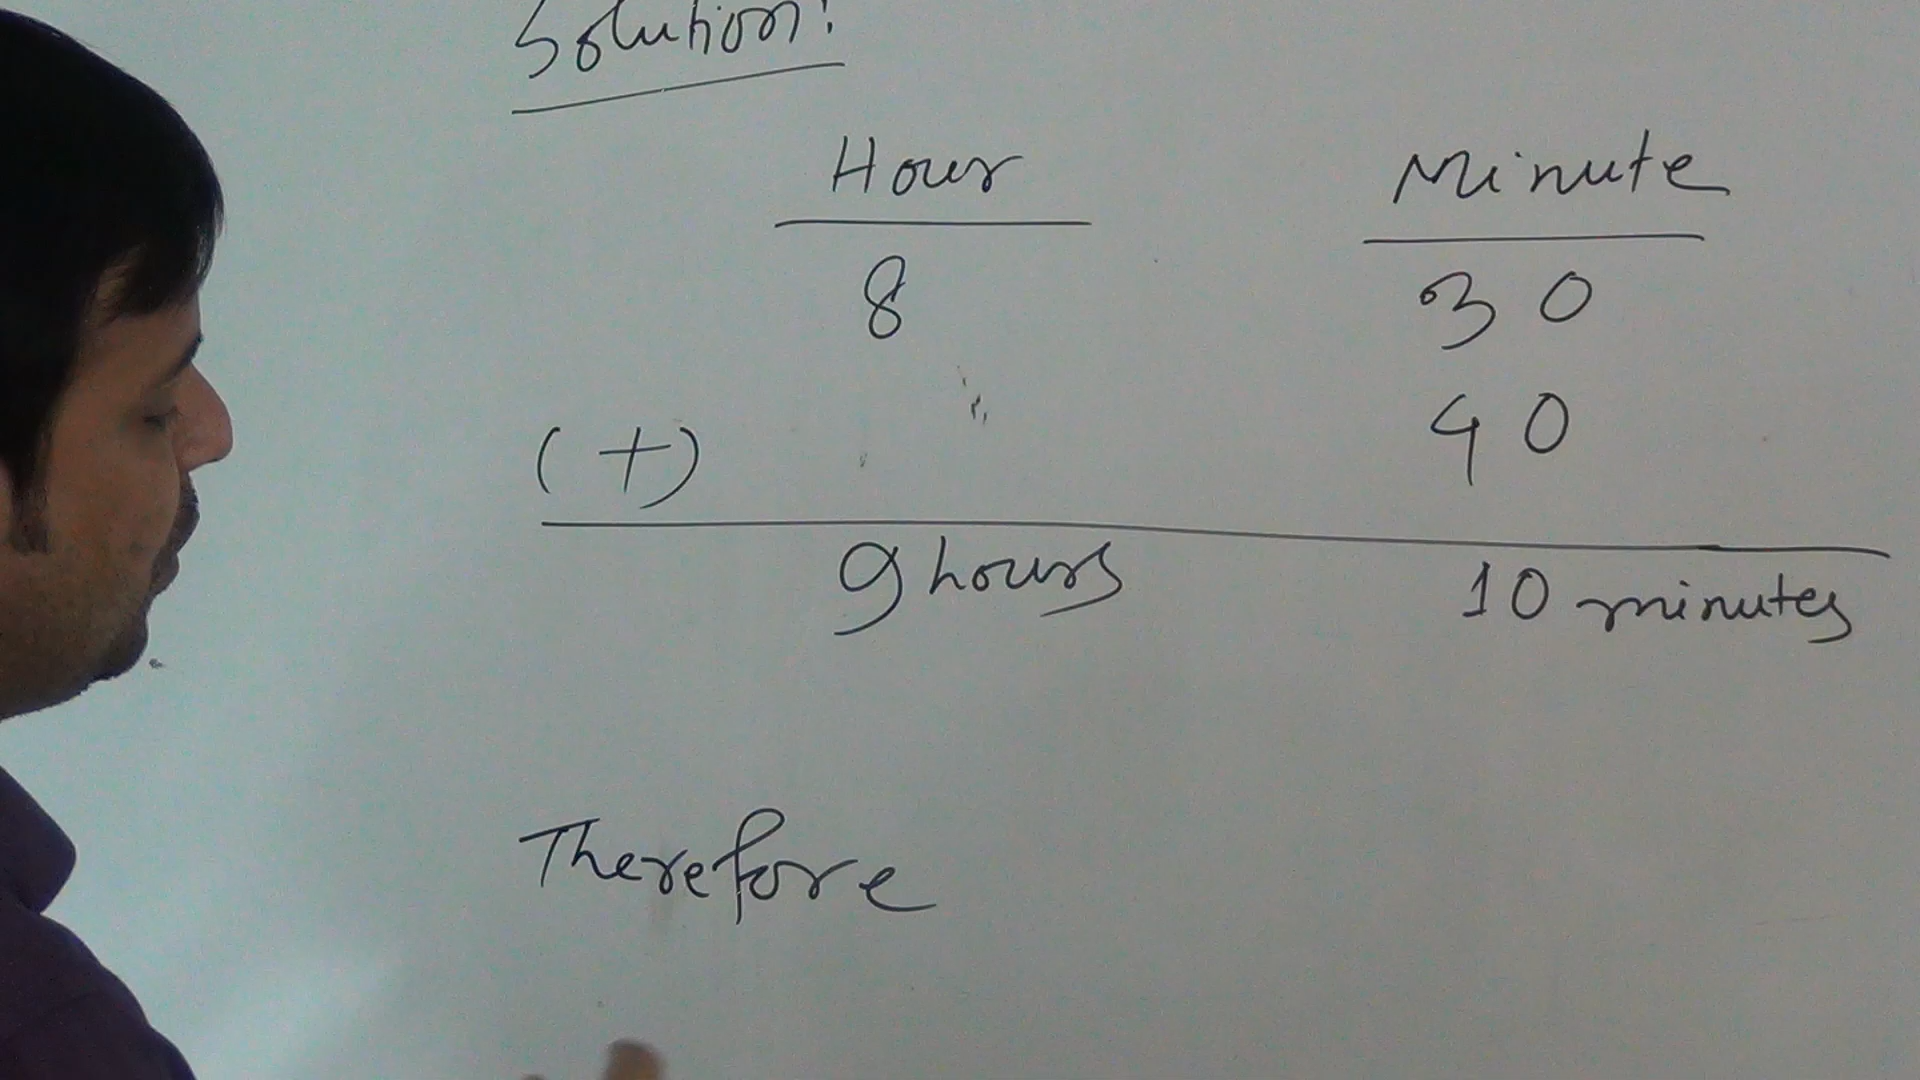 Solution:
Hour Minute
8 30
40
(+)
9 hours 10 minutes
Therefore